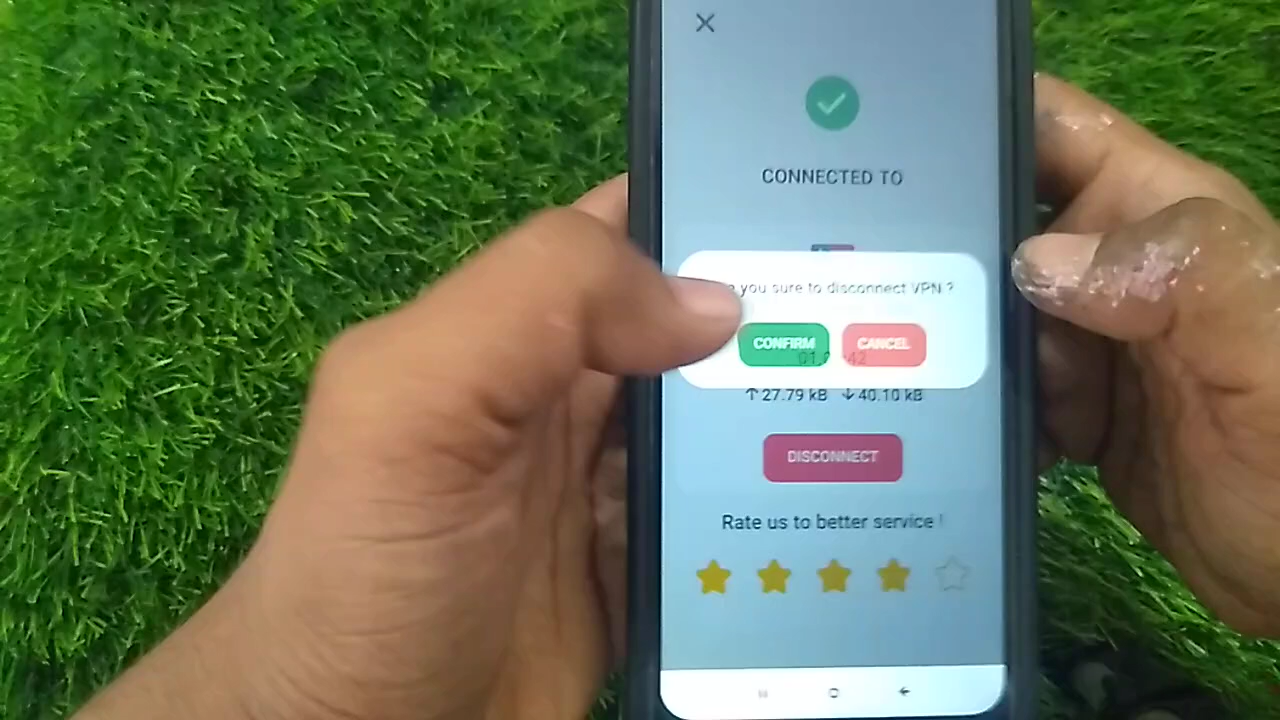 CONNECTED TO
you sure to disconnect VPN ?
CONFIRM CANCEL
↑ 27.79 kB ↓ 40.10 kB
DISCONNECT
Rate us to better service !